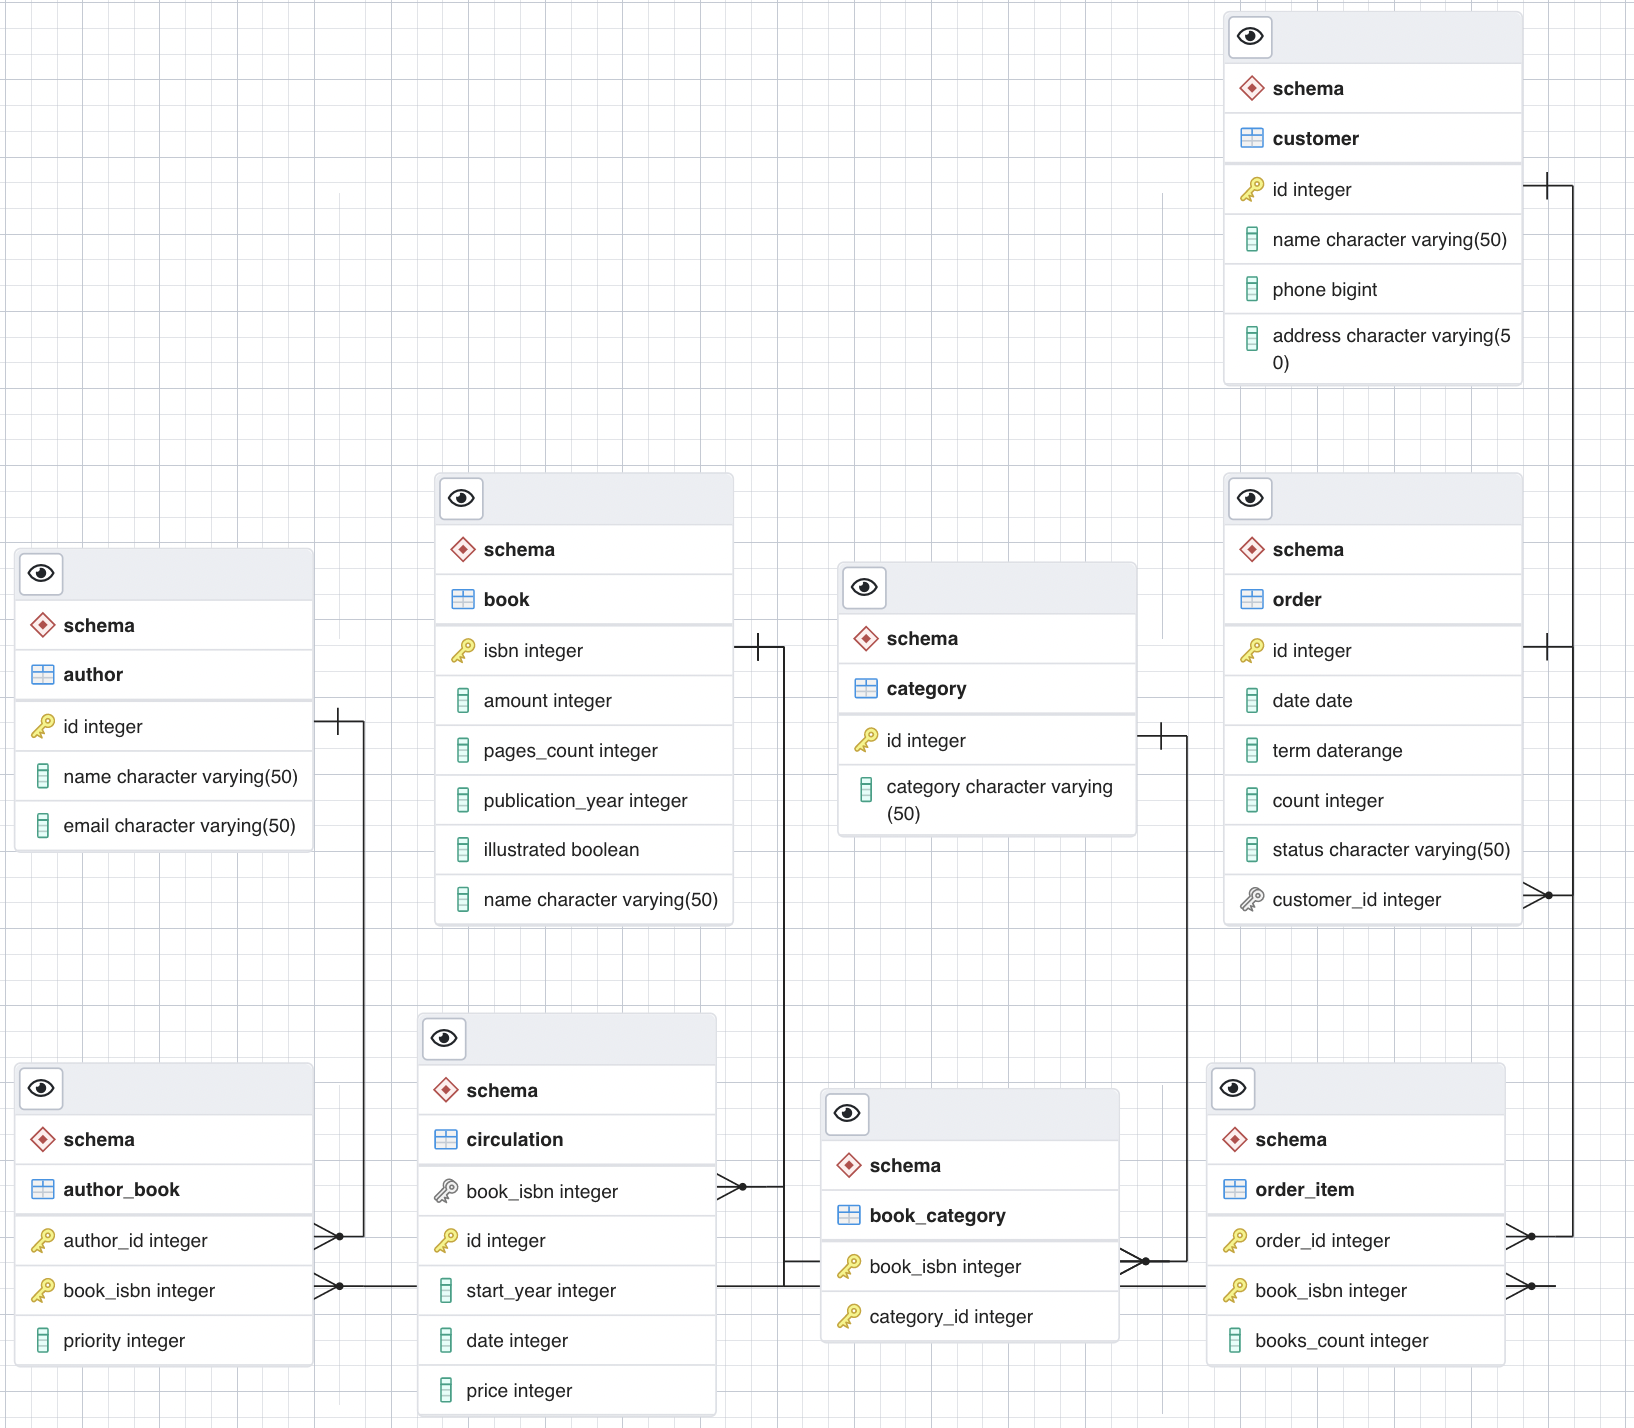 schema
customer
id integer
name character varying(50)
phone bigint
address character varying(5
0)
schema
author
id integer
name character varying(50)
email character varying(50)
schema
book
isbn integer
amount integer
pages_count integer
publication_year integer
illustrated boolean
name character varying(50)
schema
category
id integer
category character varying
(50)
schema
order
id integer
date date
term daterange
count integer
status character varying(50)
customer_id integer
schema
author_book
author_id integer
book_isbn integer
priority integer
schema
circulation
book_isbn integer
id integer
start_year integer
date integer
price integer
schema
book_category
book_isbn integer
category_id integer
schema
order_item
order_id integer
book_isbn integer
books_count integer